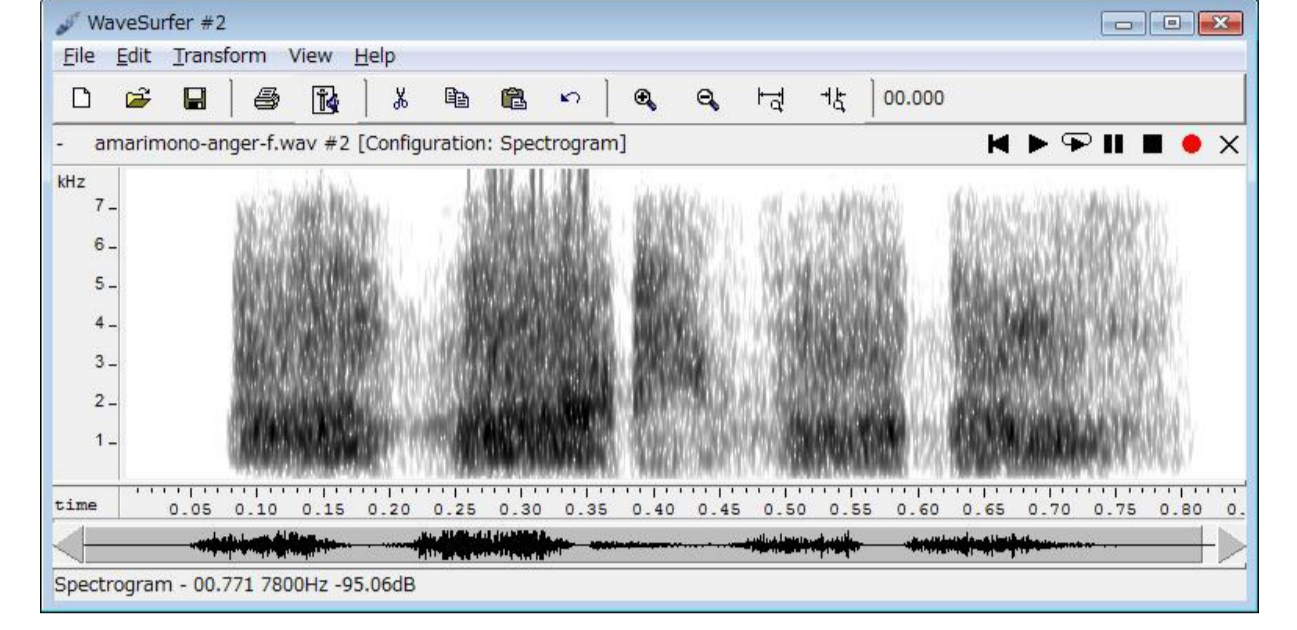 WaveSurfer #2
File Edit Transform View Help
00.000
- amarimono-anger-f.wav #2 [Configuration: Spectrogram]
kHz
7
6
5
4
3
2
1
time 0.05 0.10 0.15 0.20 0.25 0.30 0.35 0.40 0.45 0.50 0.55 0.60 0.65 0.70 0.75 0.80 0.
Spectrogram - 00.771 7800Hz -95.06dB